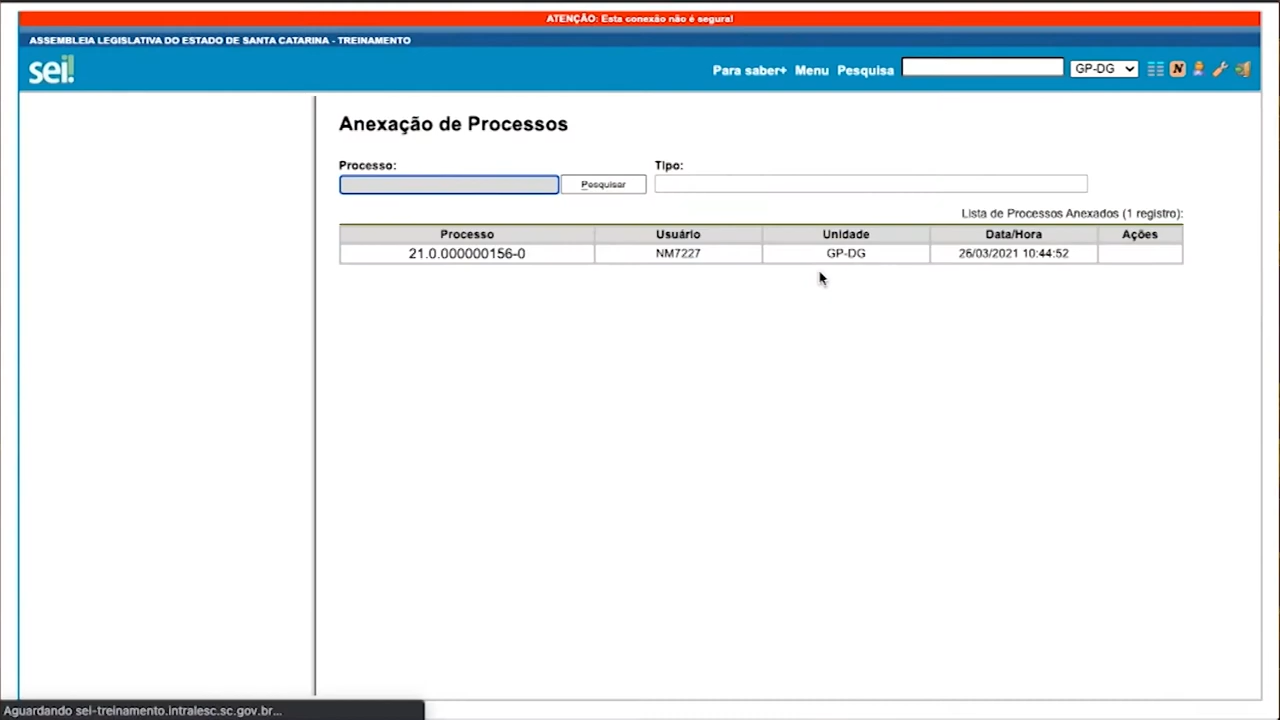 ATENÇÃO: Esta conexão não é segura!
ASSEMBLEIA LEGISLATIVA DO ESTADO DE SANTA CATARINA - TREINAMENTO
sei!
Para saber+ Menu Pesquisa GP-DG
Anexação de Processos
Processo: Tipo:
Pesquisar
Lista de Processos Anexados (1 registro):
Processo Usuário Unidade Data/Hora Ações
21.0.000000156-0 NM7227 GP-DG 26/03/2021 10:44:52
Aguardando sei-treinamento.intralesc.sc.gov.br...